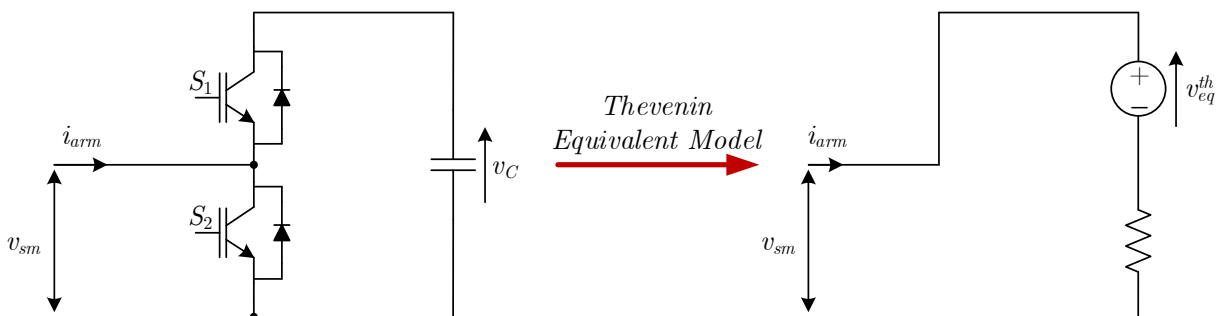 S1
Thevenin
Equivalent Model
i_arm
v_C
S2
v_sm
+
−
v_eq^th
i_arm
v_sm